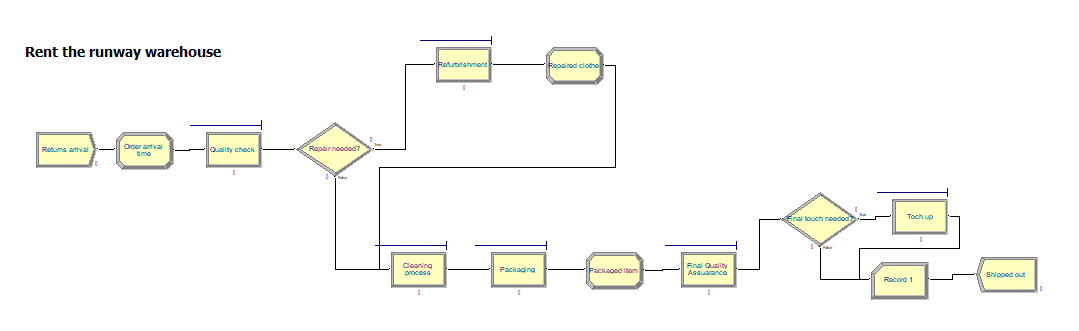 Rent the runway warehouse
Refurbrishment
Repaired clothe
Returns arrival
Order arrival
time
Quality check
Repair needed?
True
False
Cleaning
process
Packaging
Packaged item
Final Quality
Assuarance
Final touch needed?
True
False
Toch up
Record 1
Shipped out